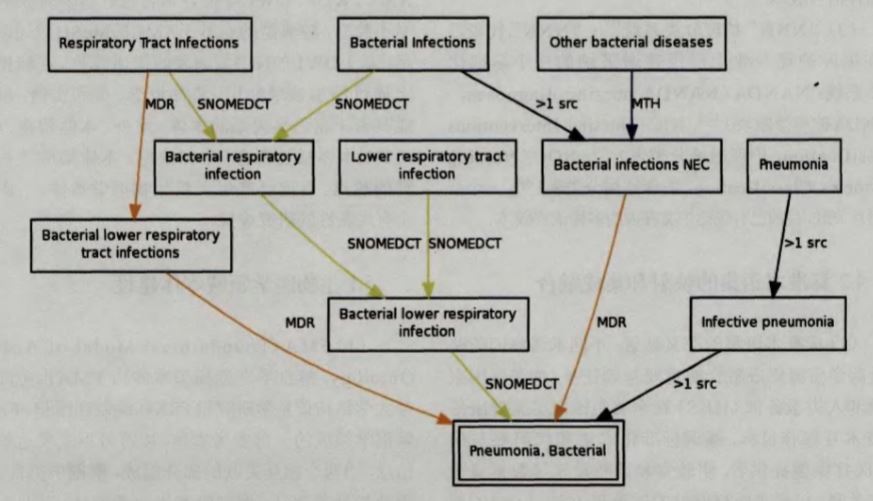 Respiratory Tract Infections
Bacterial Infections
Other bacterial diseases
MDR
SNOMEDCT
SNOMEDCT
>1 src
MTH
Bacterial respiratory
infection
Lower respiratory tract
infection
Bacterial infections NEC
Pneumonia
Bacterial lower respiratory
tract infections
SNOMEDCT
SNOMEDCT
>1 src
MDR
Bacterial lower respiratory
infection
MDR
Infective pneumonia
SNOMEDCT
>1 src
Pneumonia, Bacterial